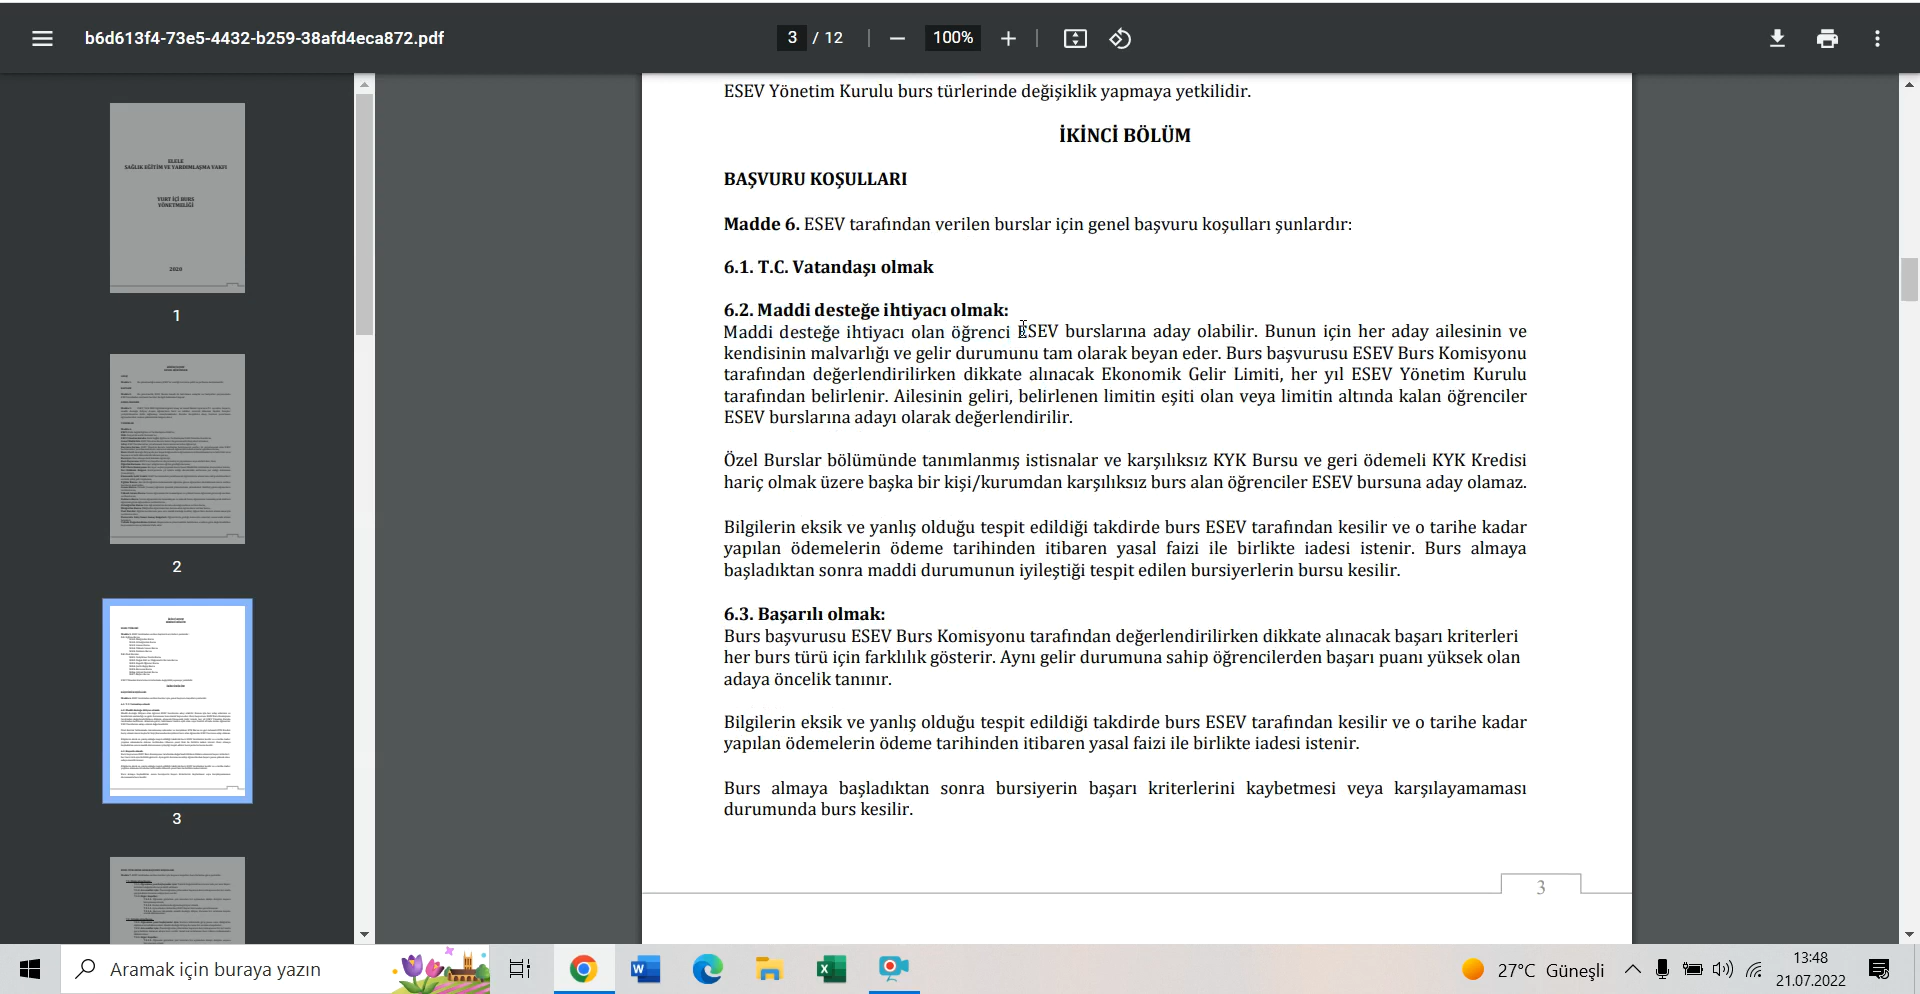 b6d613f4-73e5-4432-b259-38afd4eca872.pdf
3 / 12
100%
ELELE
SAĞLIK EĞİTİM VE YARDIMLAŞMA VAKFI
YURT İÇİ BURS
YÖNETMELİĞİ
2020
1
2
3
ESEV Yönetim Kurulu burs türlerinde değişiklik yapmaya yetkilidir.
İKİNCİ BÖLÜM
BAŞVURU KOŞULLARI
Madde 6. ESEV tarafından verilen burslar için genel başvuru koşulları şunlardır:
6.1. T.C. Vatandaşı olmak
6.2. Maddi desteğe ihtiyacı olmak:
Maddi desteğe ihtiyacı olan öğrenci ESEV burslarına aday olabilir. Bunun için her aday ailesinin ve
kendisinin malvarlığı ve gelir durumunu tam olarak beyan eder. Burs başvurusu ESEV Burs Komisyonu
tarafından değerlendirilirken dikkate alınacak Ekonomik Gelir Limiti, her yıl ESEV Yönetim Kurulu
tarafından belirlenir. Ailesinin geliri, belirlenen limitin eşiti olan veya limitin altında kalan öğrenciler
ESEV burslarına adayı olarak değerlendirilir.
Özel Burslar bölümünde tanımlanmış istisnalar ve karşılıksız KYK Bursu ve geri ödemeli KYK Kredisi
hariç olmak üzere başka bir kişi/kurumdan karşılıksız burs alan öğrenciler ESEV bursuna aday olamaz.
Bilgilerin eksik ve yanlış olduğu tespit edildiği takdirde burs ESEV tarafından kesilir ve o tarihe kadar
yapılan ödemelerin ödeme tarihinden itibaren yasal faizi ile birlikte iadesi istenir. Burs almaya
başladıktan sonra maddi durumunun iyileştiği tespit edilen bursiyerlerin bursu kesilir.
6.3. Başarılı olmak:
Burs başvurusu ESEV Burs Komisyonu tarafından değerlendirilirken dikkate alınacak başarı kriterleri
her burs türü için farklılık gösterir. Aynı gelir durumuna sahip öğrencilerden başarı puanı yüksek olan
adaya öncelik tanınır.
Bilgilerin eksik ve yanlış olduğu tespit edildiği takdirde burs ESEV tarafından kesilir ve o tarihe kadar
yapılan ödemelerin ödeme tarihinden itibaren yasal faizi ile birlikte iadesi istenir.
Burs almaya başladıktan sonra bursiyerin başarı kriterlerini kaybetmesi veya karşılayamaması
durumunda burs kesilir.
3
Aramak için buraya yazın
27°C Güneşli
13:48
21.07.2022